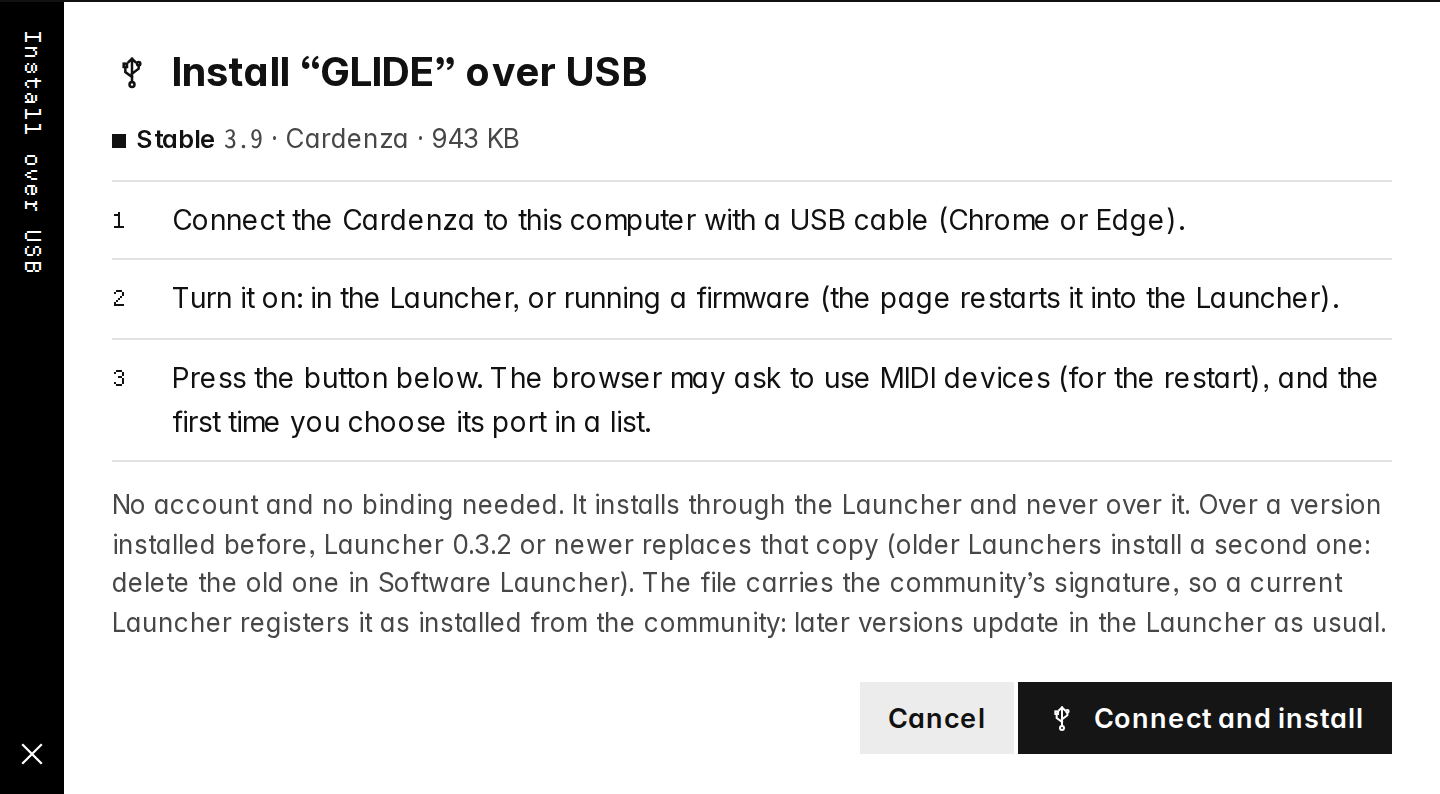 Install over USB
Install “GLIDE” over USB
Stable 3.9 · Cardenza · 943 KB
1 Connect the Cardenza to this computer with a USB cable (Chrome or Edge).
2 Turn it on: in the Launcher, or running a firmware (the page restarts it into the Launcher).
3 Press the button below. The browser may ask to use MIDI devices (for the restart), and the
first time you choose its port in a list.
No account and no binding needed. It installs through the Launcher and never over it. Over a version
installed before, Launcher 0.3.2 or newer replaces that copy (older Launchers install a second one:
delete the old one in Software Launcher). The file carries the community’s signature, so a current
Launcher registers it as installed from the community: later versions update in the Launcher as usual.
Cancel Connect and install